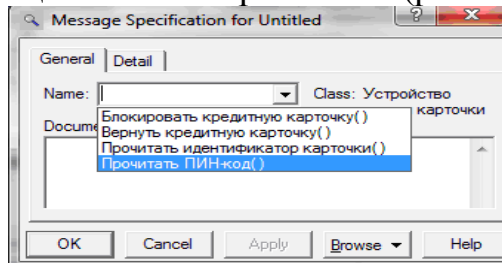 Message Specification for Untitled
General Detail
Name: Class: Устройство
карточки
Блокировать кредитную карточку()
Docume
Вернуть кредитную карточку()
Прочитать идентификатор карточки()
Прочитать ПИН-код()
OK Cancel Apply Browse Help